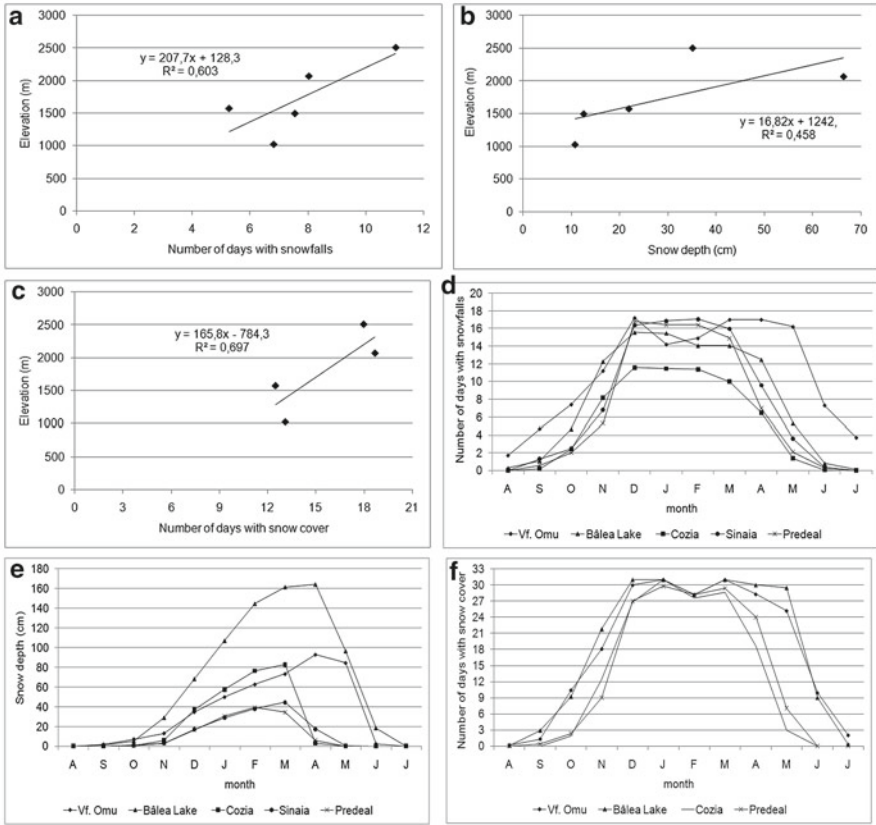 a
y = 207,7x + 128,3
R² = 0,603
Elevation (m)
3000
2500
2000
1500
1000
500
0
0 2 4 6 8 10 12
Number of days with snowfalls
b
y = 16,82x + 1242,
R² = 0,458
Elevation (m)
3000
2500
2000
1500
1000
500
0
0 10 20 30 40 50 60 70
Snow depth (cm)
c
y = 165,8x - 784,3
R² = 0,697
Elevation (m)
3000
2500
2000
1500
1000
500
0
0 3 6 9 12 15 18 21
Number of days with snow cover
d
Number of days with snowfalls
20
18
16
14
12
10
8
6
4
2
0
A S O N D J F M A M J J
month
Vf. Omu Bâlea Lake Cozia Sinaia Predeal
e
Snow depth (cm)
180
160
140
120
100
80
60
40
20
0
A S O N D J F M A M J J
month
Vf. Omu Bâlea Lake Cozia Sinaia Predeal
f
Number of days with snow cover
33
30
27
24
21
18
15
12
9
6
3
0
A S O N D J F M A M J J
month
Vf. Omu Bâlea Lake Cozia Predeal